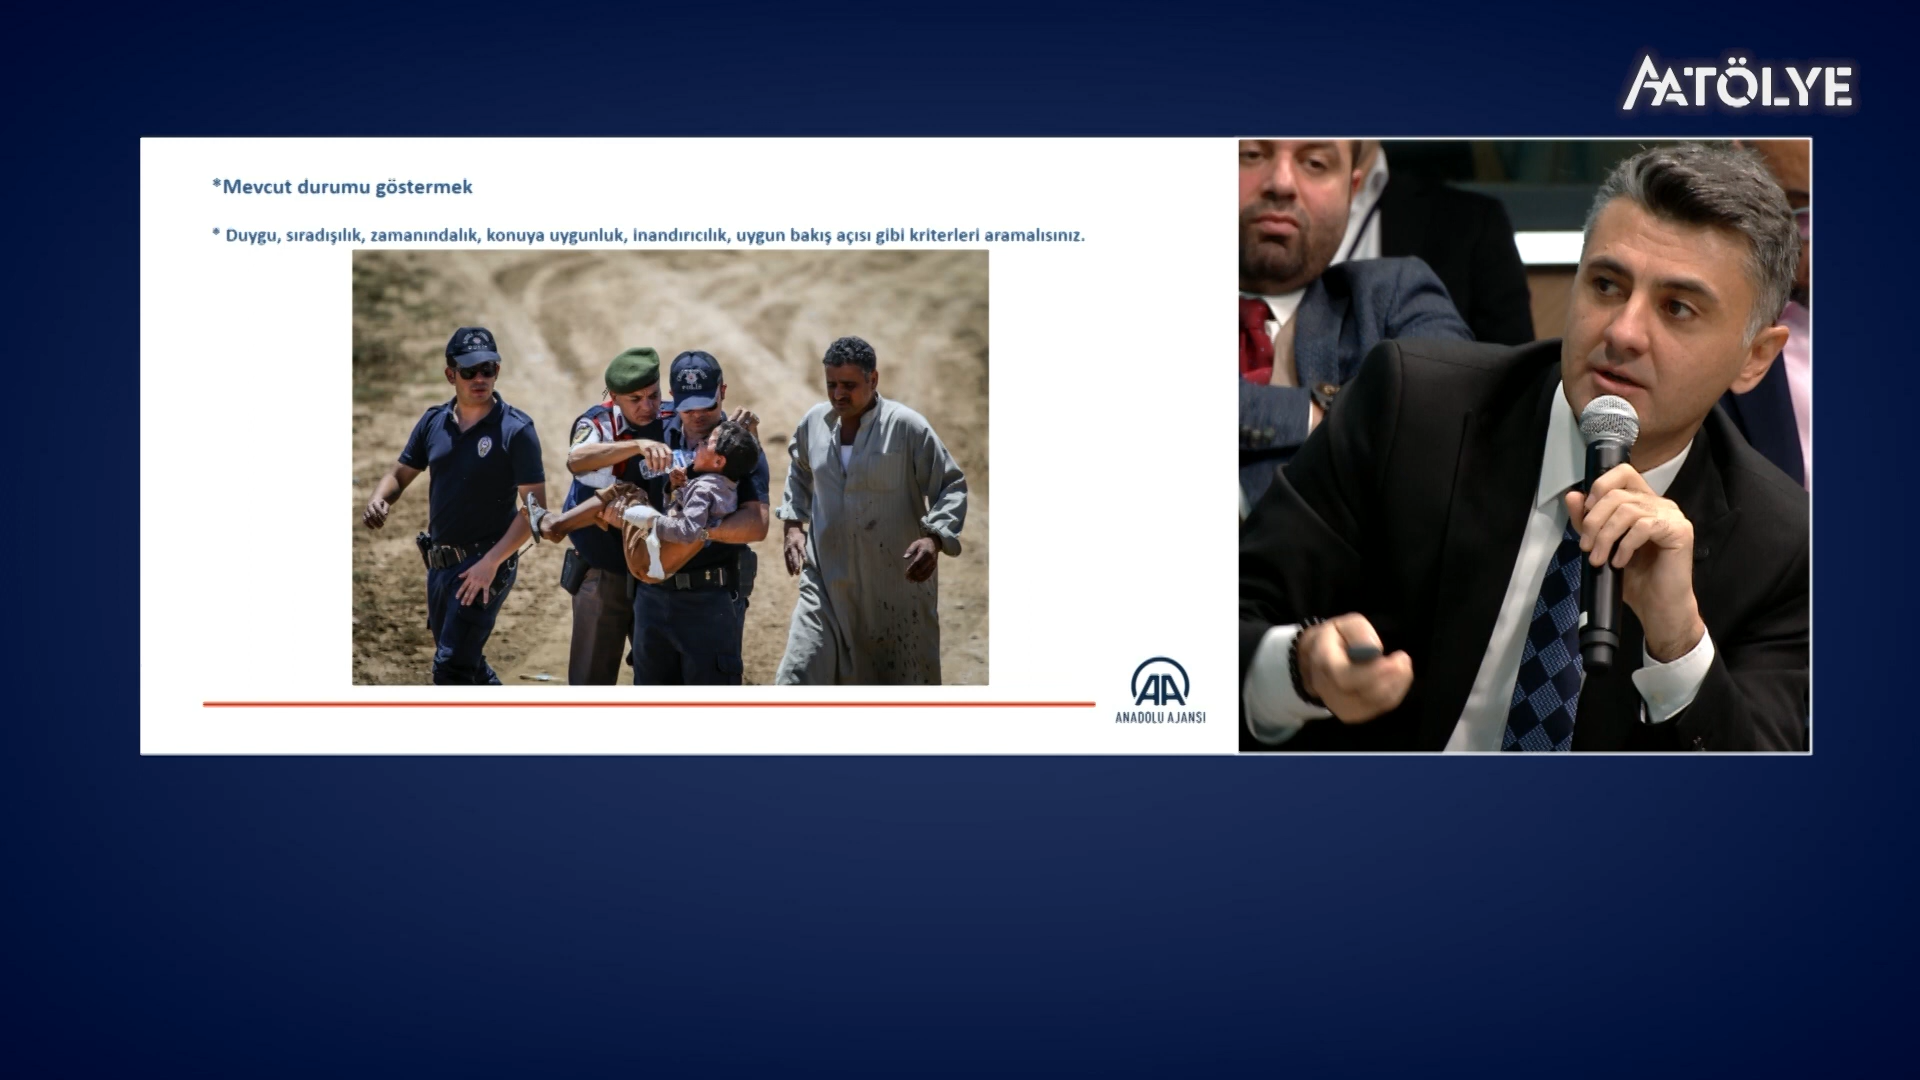 AATÖLYE
*Mevcut durumu göstermek
* Duygu, sıradışılık, zamanındalık, konuya uygunluk, inandırıcılık, uygun bakış açısı gibi kriterleri aramalısınız.
POLİS
AA
ANADOLU AJANSI